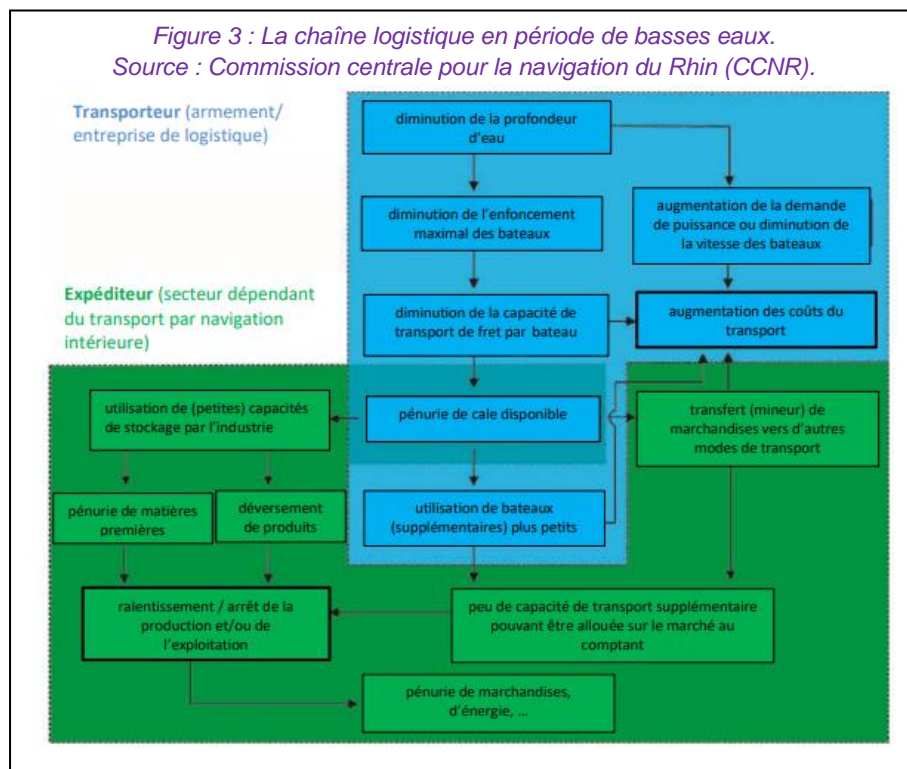 Figure 3 : La chaîne logistique en période de basses eaux.
Source : Commission centrale pour la navigation du Rhin (CCNR).
Transporteur (armement/
entreprise de logistique)
diminution de la profondeur
d'eau
diminution de l'enfoncement
maximal des bateaux
augmentation de la demande
de puissance ou diminution de
la vitesse des bateaux
Expéditeur (secteur dépendant
du transport par navigation
intérieure)
diminution de la capacité de
transport de fret par bateau
augmentation des coûts du
transport
utilisation de (petites) capacités
de stockage par l'industrie
pénurie de cale disponible
transfert (mineur) de
marchandises vers d'autres
modes de transport
pénurie de matières
premières
déversement
de produits
utilisation de bateaux
(supplémentaires) plus petits
ralentissement / arrêt de la
production et/ou de
l'exploitation
peu de capacité de transport supplémentaire
pouvant être allouée sur le marché au
comptant
pénurie de marchandises,
d'énergie, ...